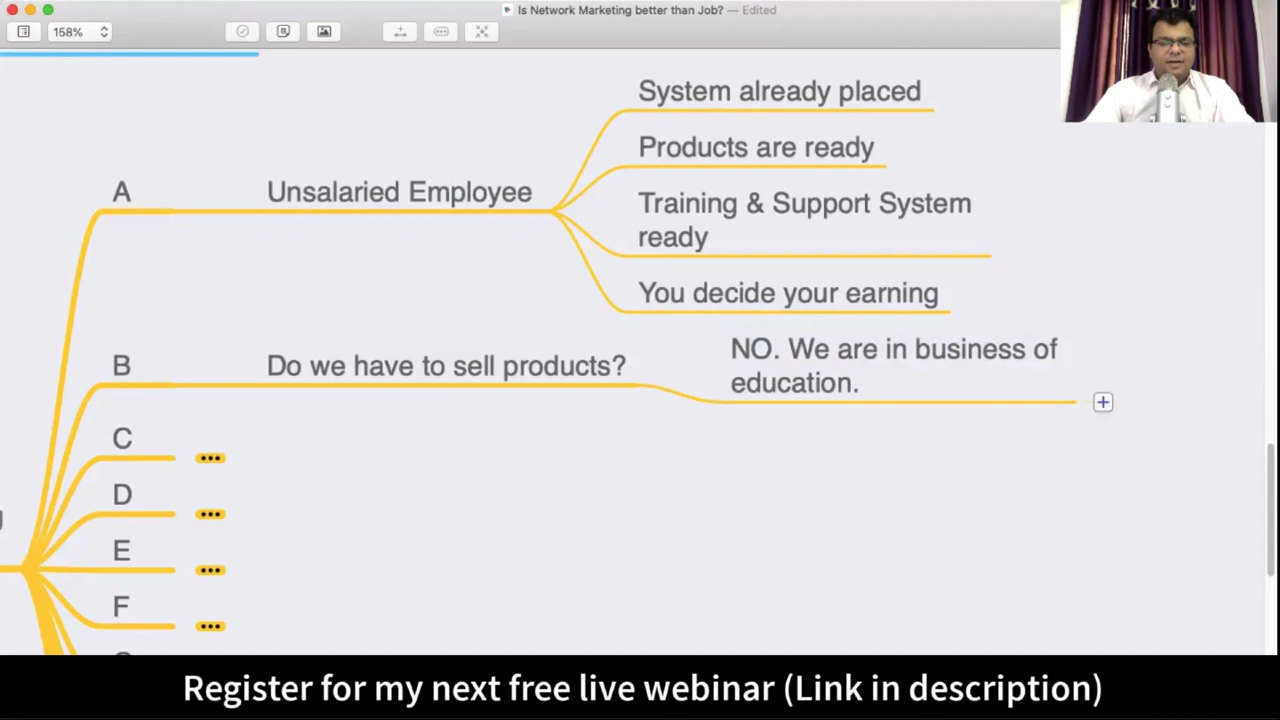 Is Network Marketing better than Job? — Edited
158%
System already placed
Products are ready
A
Unsalaried Employee
Training & Support System
ready
You decide your earning
B
Do we have to sell products?
NO. We are in business of
education.
C
D
E
F
Register for my next free live webinar (Link in description)